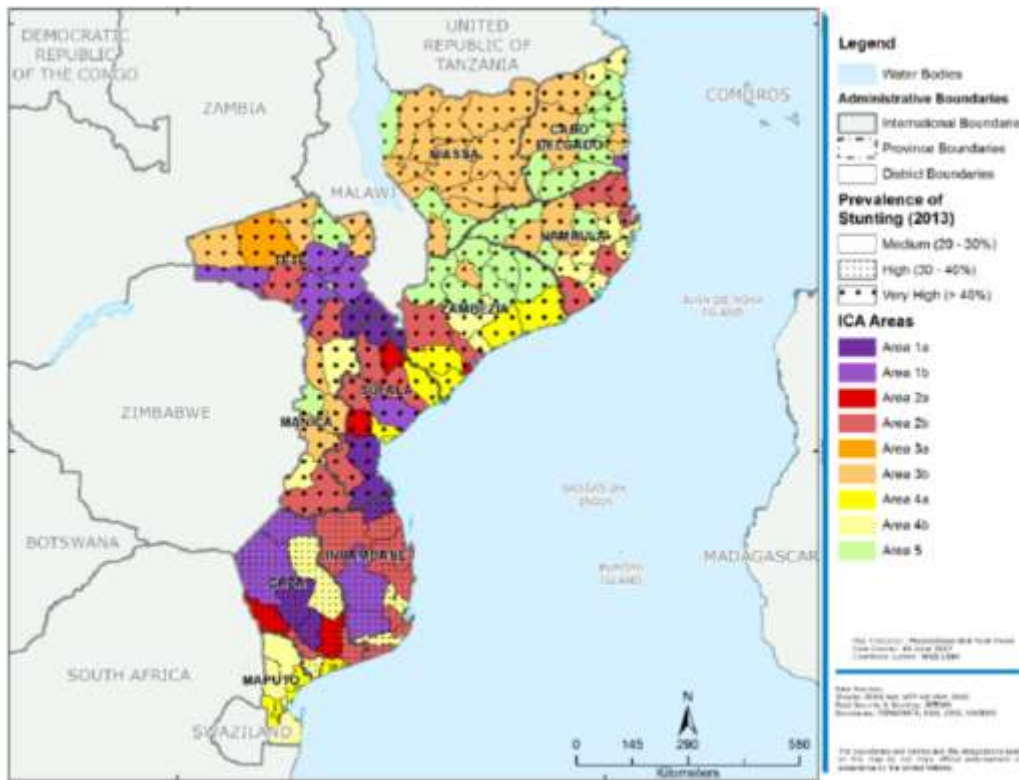 DEMOCRATIC
REPUBLIC
OF THE CONGO
UNITED
REPUBLIC OF
TANZANIA
ZAMBIA
COMOROS
MALAWI
NIASSA
CABO
DELGADO
NAMPULA
TETE
ZAMBEZIA
ISLAND
ZIMBABWE
SOFALA
MANICA
BOTSWANA
MADAGASCAR
INHAMBANE
GAZA
ISLAND
SOUTH AFRICA
MAPUTO
SWAZILAND
N
0 145 290 580
Kilometers
Legend
Water Bodies
Administrative Boundaries
International Boundarie
Province Boundaries
District Boundaries
Prevalence of
Stunting (2013)
Medium (20 - 30%)
High (30 - 40%)
Very High (> 40%)
ICA Areas
Area 1a
Area 1b
Area 2a
Area 2b
Area 3a
Area 3b
Area 4a
Area 4b
Area 5